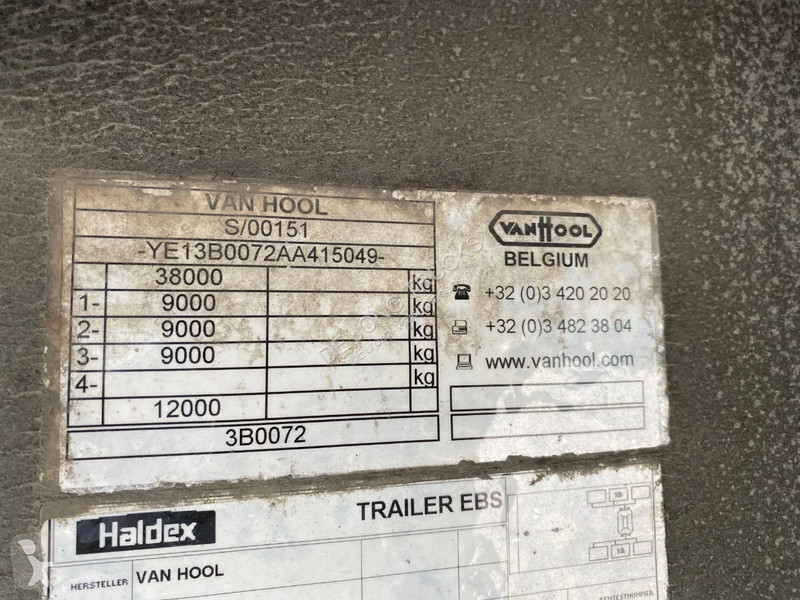 VAN HOOL
S/00151
-YE13B0072AA415049-
38000 kg
1- 9000 kg
2- 9000 kg
3- 9000 kg
4- kg
12000
3B0072
VANHOOL
BELGIUM
+32 (0)3 420 20 20
+32 (0)3 482 38 04
www.vanhool.com
Haldex
TRAILER EBS
1B
1A
HERSTELLER VAN HOOL